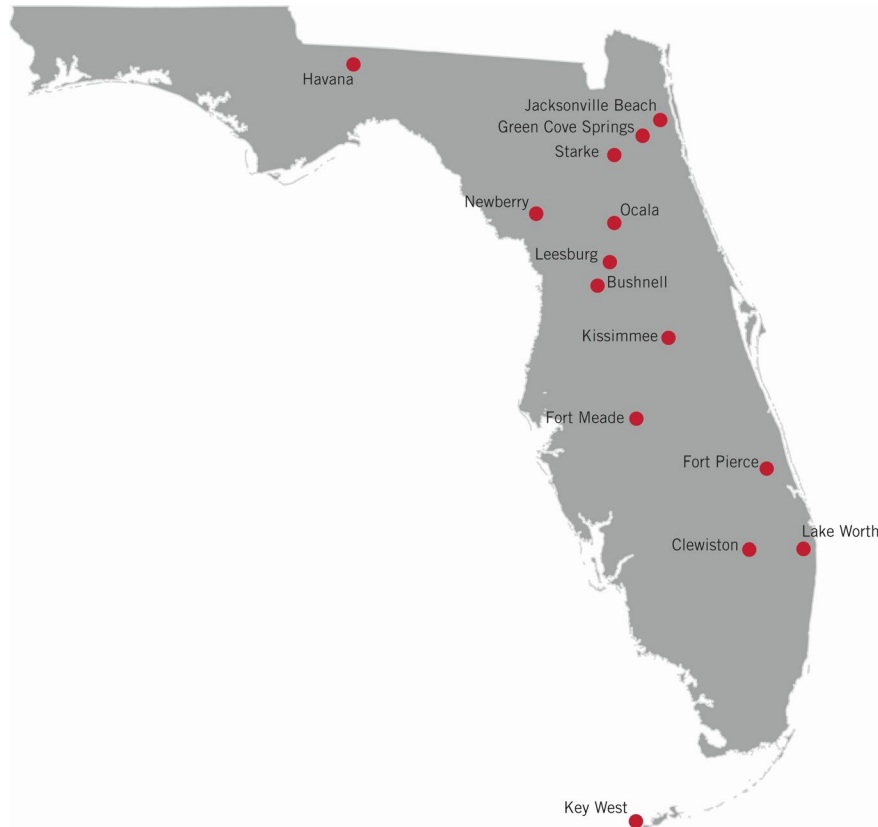 Havana
Jacksonville Beach
Green Cove Springs
Starke
Newberry
Ocala
Leesburg
Bushnell
Kissimmee
Fort Meade
Fort Pierce
Lake Worth
Clewiston
Key West